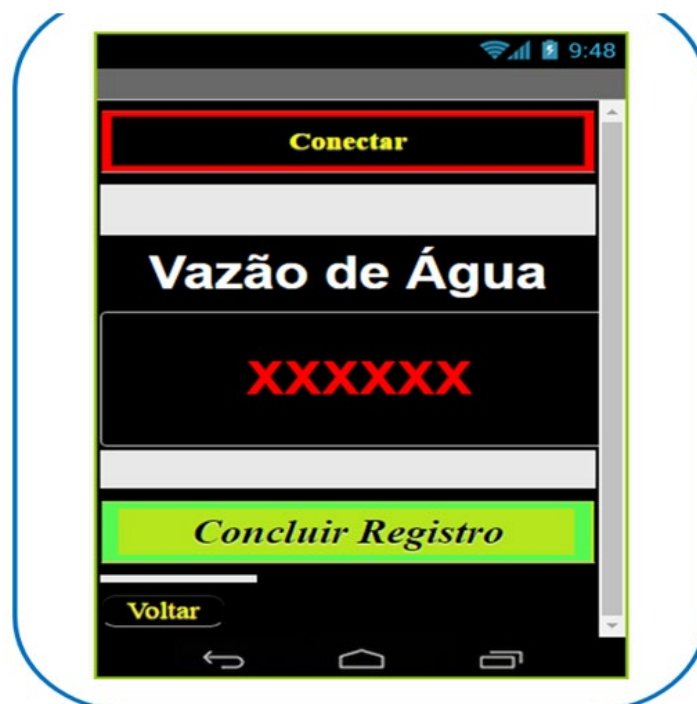 9:48
Conectar
Vazão de Água
xxxxxx
Concluir Registro
Voltar